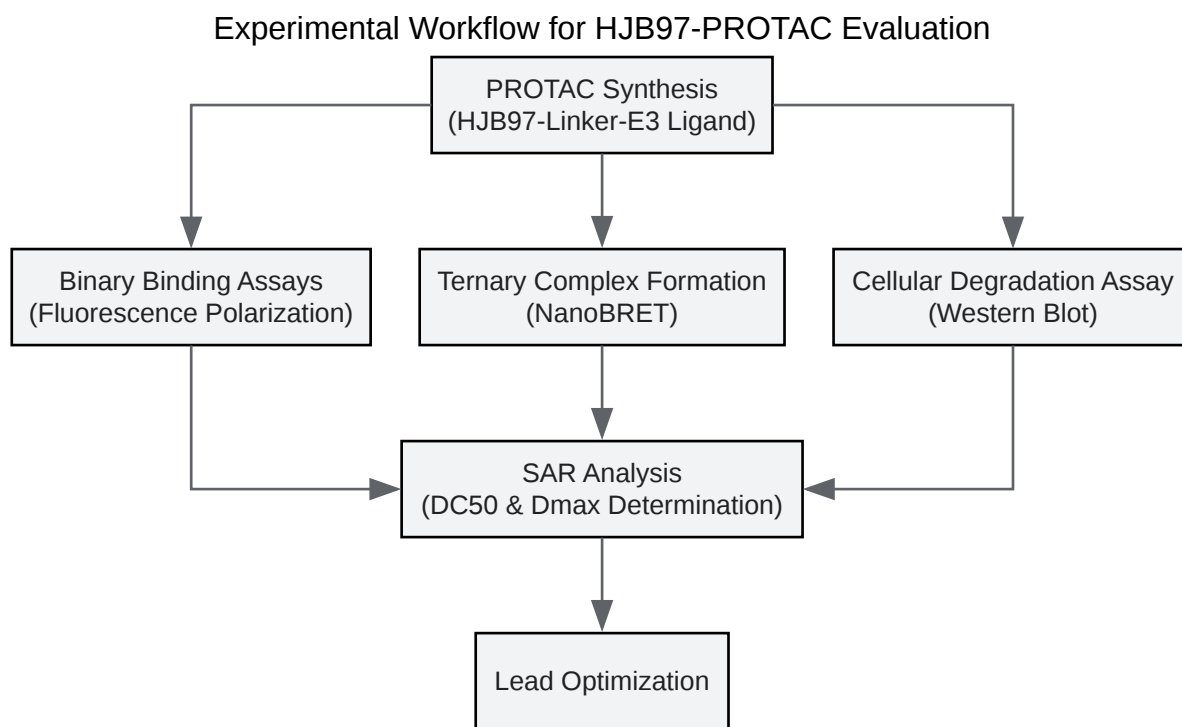 Experimental Workflow for HJB97-PROTAC Evaluation
PROTAC Synthesis
(HJB97-Linker-E3 Ligand)
Binary Binding Assays
(Fluorescence Polarization)
Ternary Complex Formation
(NanoBRET)
Cellular Degradation Assay
(Western Blot)
SAR Analysis
(DC50 & Dmax Determination)
Lead Optimization